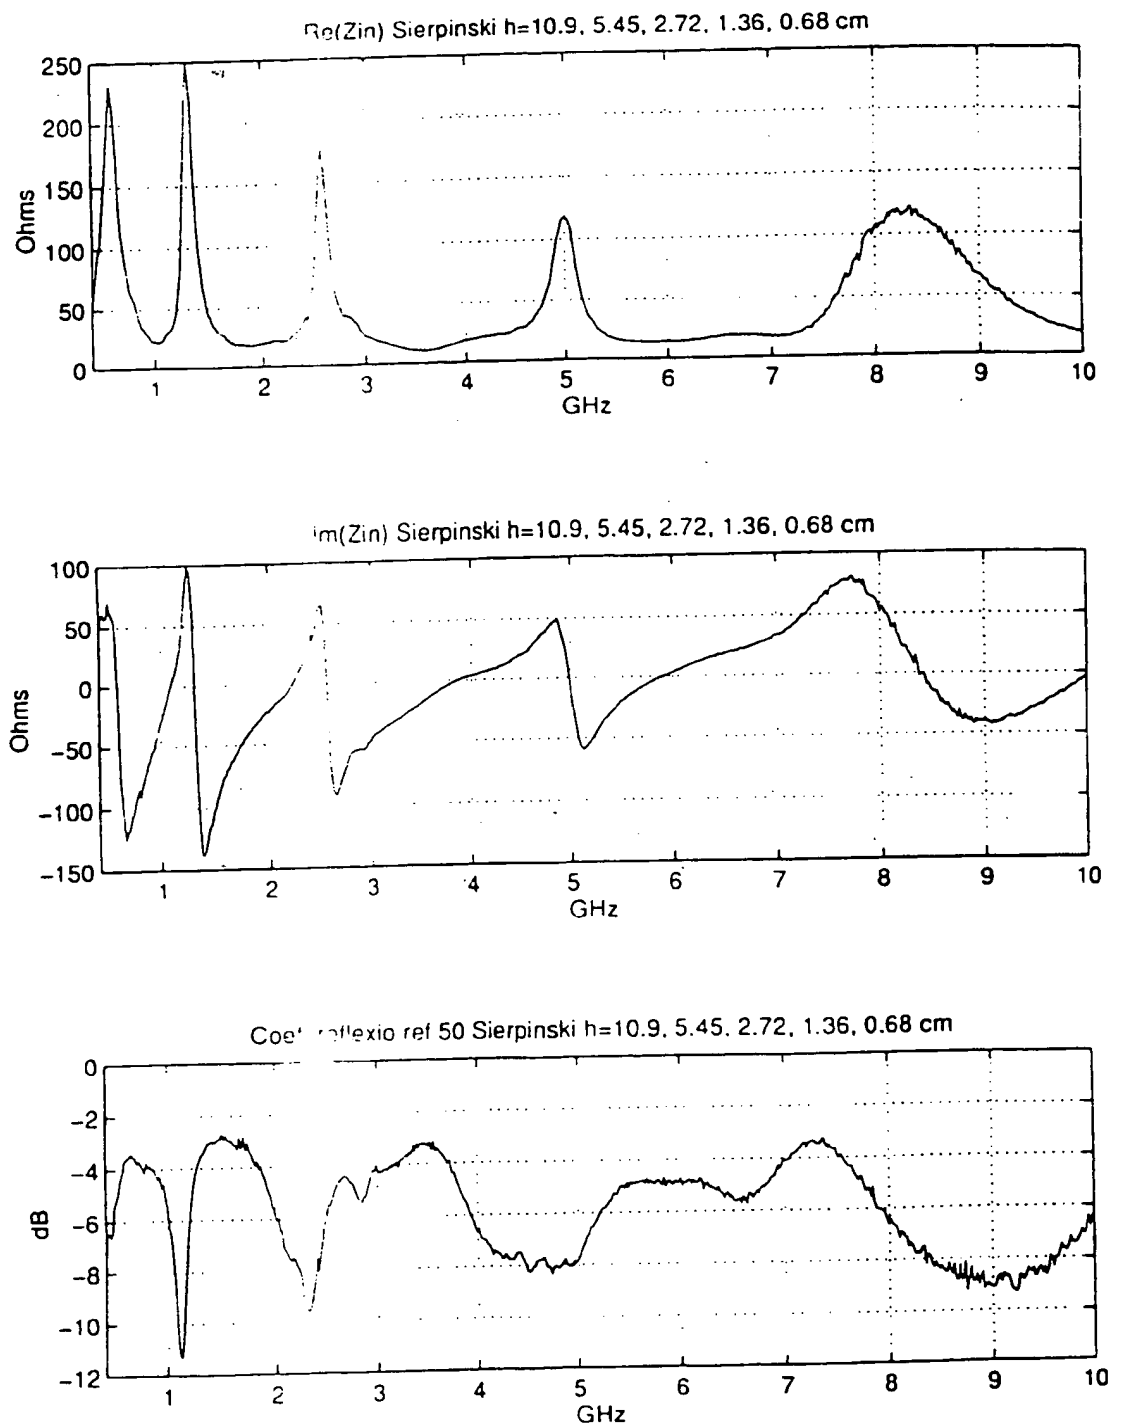 Re(Zin) Sierpinski h=10.9, 5.45, 2.72, 1.36, 0.68 cm
250
200
150
100
50
0
Ohms
1 2 3 4 5 6 7 8 9 10
GHz
Im(Zin) Sierpinski h=10.9, 5.45, 2.72, 1.36, 0.68 cm
100
50
0
−50
−100
−150
Ohms
1 2 3 4 5 6 7 8 9 10
GHz
Coef. reflexio ref 50 Sierpinski h=10.9, 5.45, 2.72, 1.36, 0.68 cm
0
−2
−4
−6
−8
−10
−12
dB
1 2 3 4 5 6 7 8 9 10
GHz